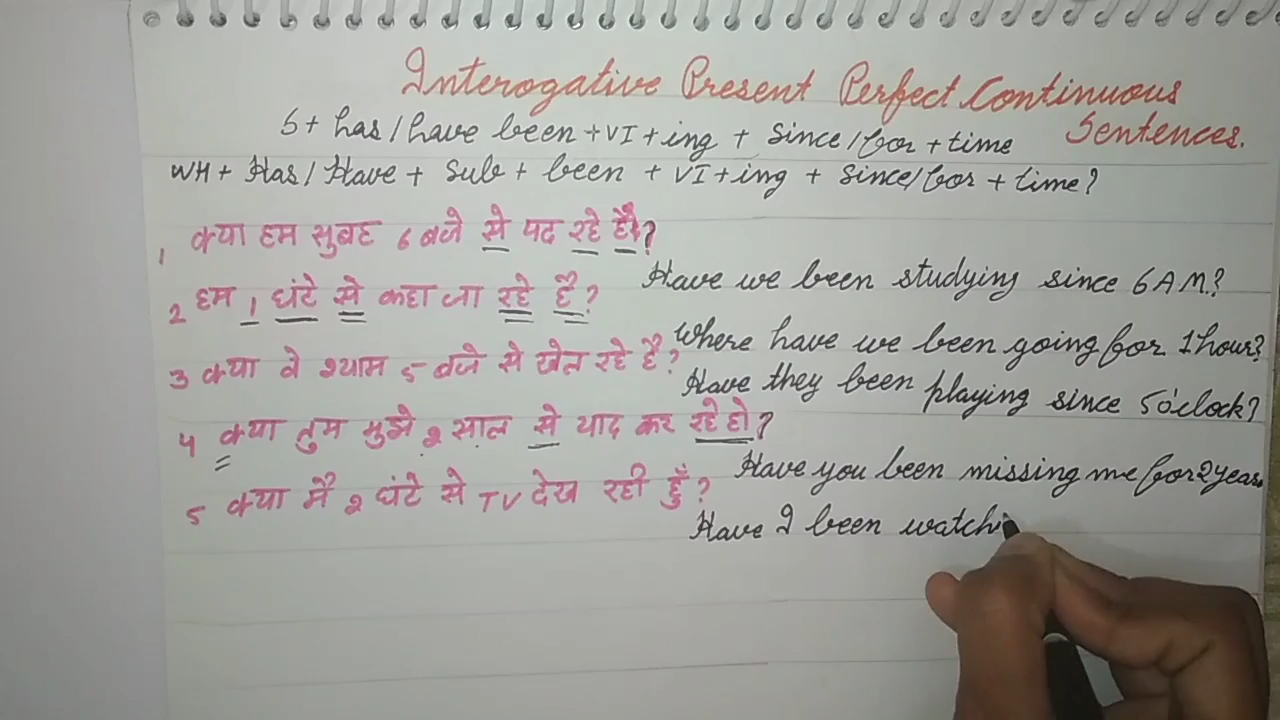 Interogative Present Perfect Continuous
Sentences.
S+ has/have been +VI+ing + Since/for +time
WH+ Has/Have + Sub + been + VI+ing + Since/for + time?
1 क्या हम सुबह 6 बजे से पढ रहे हैं?
Have we been studying since 6 A.M.?
2 हम 1 घंटे से कहा जा रहे है?
Where have we been going for 1 hour?
3 क्या वे श्याम 5 बजे से खेल रहे है?
Have they been playing since 5 o'clock?
4 क्या तुम मुझे 2 साल से याद कर रहे हो?
Have you been missing me for 2 years
5 क्या मै 2 घंटे से TV देख रही हूँ?
Have I been watchi